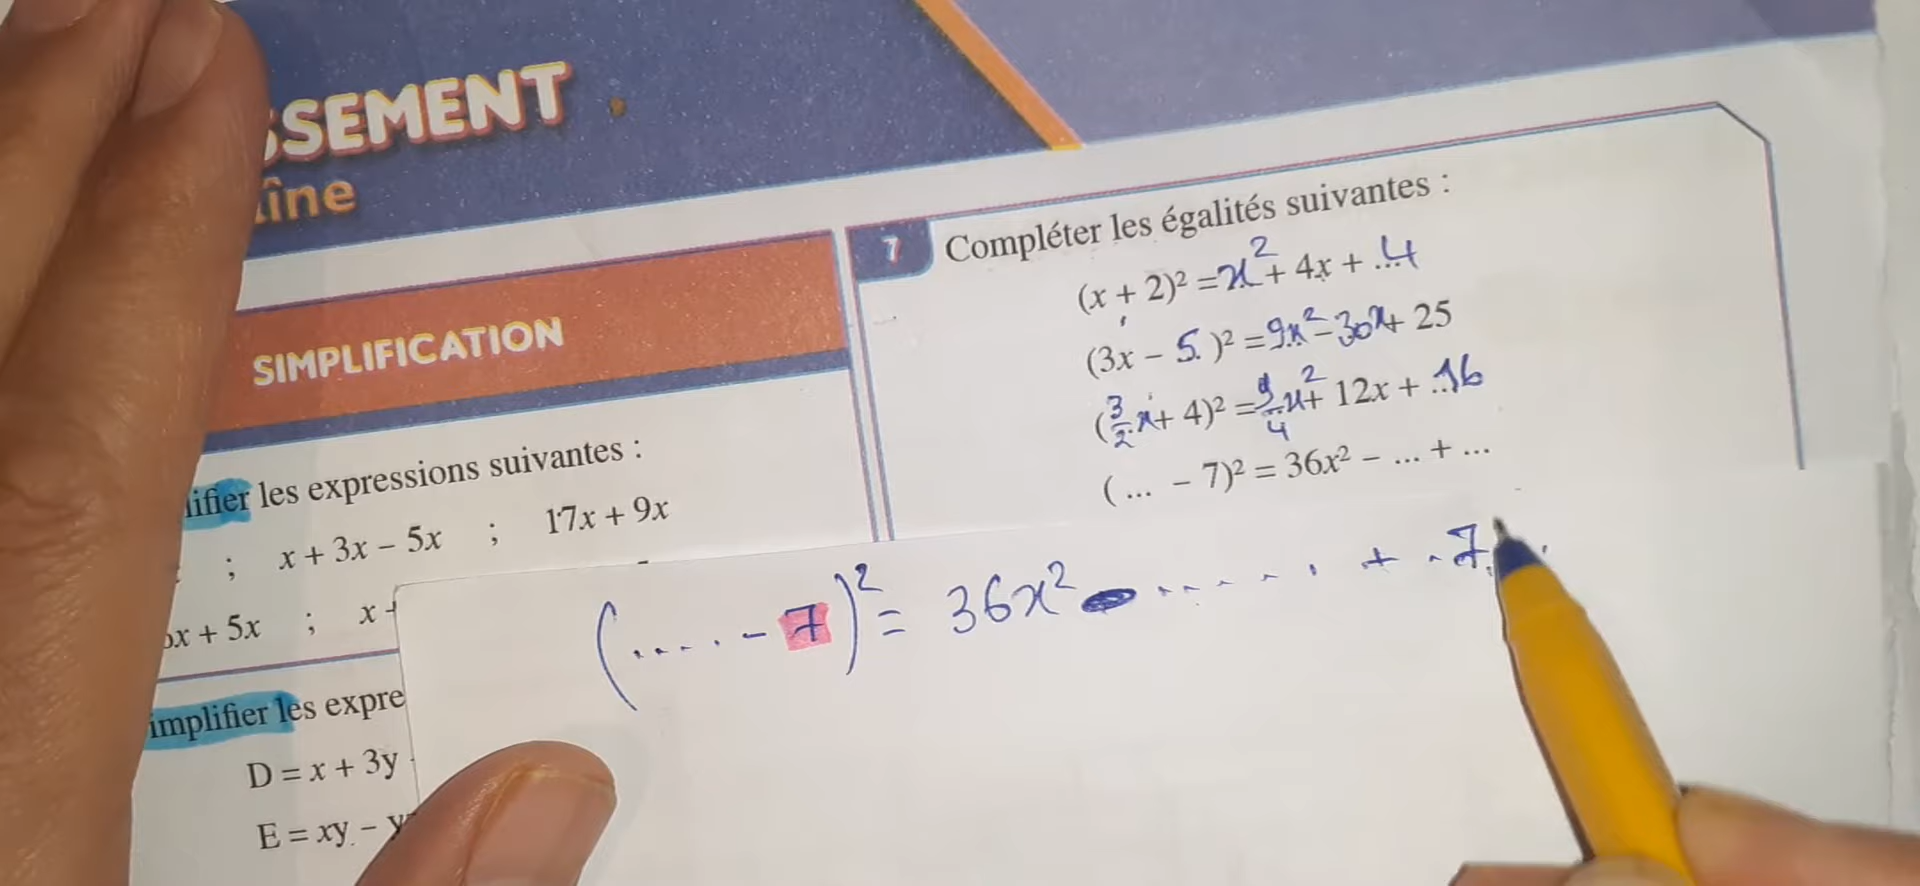 SSEMENT
aîne
SIMPLIFICATION
ifier les expressions suivantes :
; x + 3x – 5x ; 17x + 9x
x + 5x ; x +
implifier les expre
D = x + 3y
E = xy – y
7 Compléter les égalités suivantes :
(x + 2)² = x² + 4x + ...4
(3x – 5.)² = 9x² – 30x + 25
(3/2 x + 4)² = 9/4 x² + 12x + ..16
(... – 7)² = 36x² – ... + ...
(.... - 7)² = 36x² ...... + .7